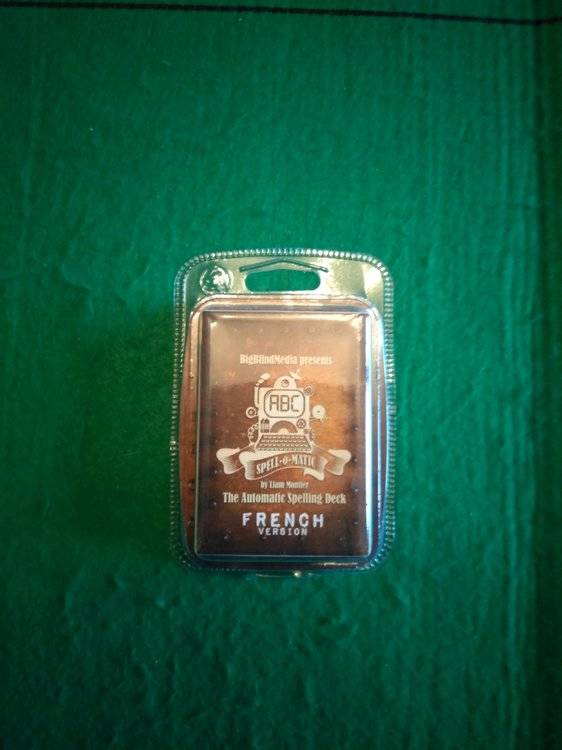 BigBlindMedia presents
ABC
SPELL-O-MATIC
by Liam Montier
The Automatic Spelling Deck
FRENCH
VERSION